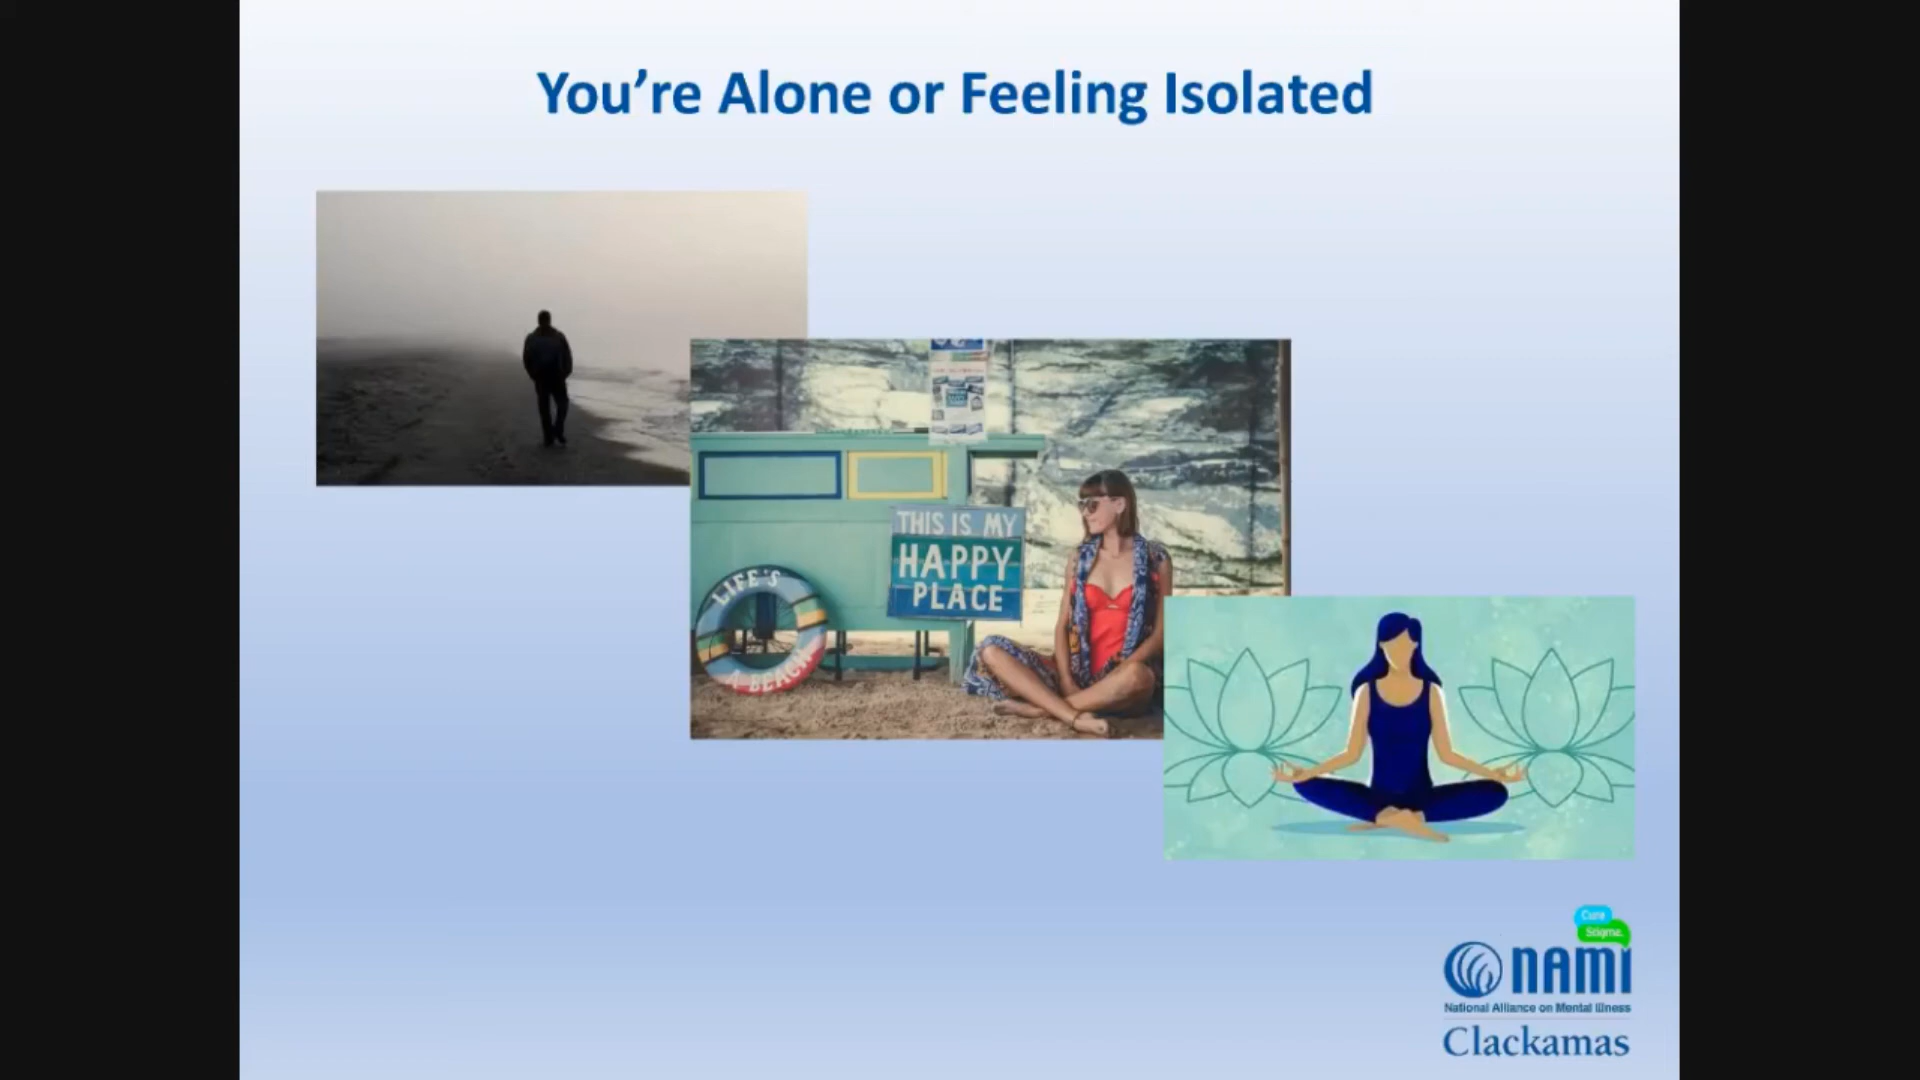 You’re Alone or Feeling Isolated
THIS IS MY
HAPPY
PLACE
LIFE'S
A BEACH
Cure
Stigma.
NAMI
National Alliance on Mental Illness
Clackamas